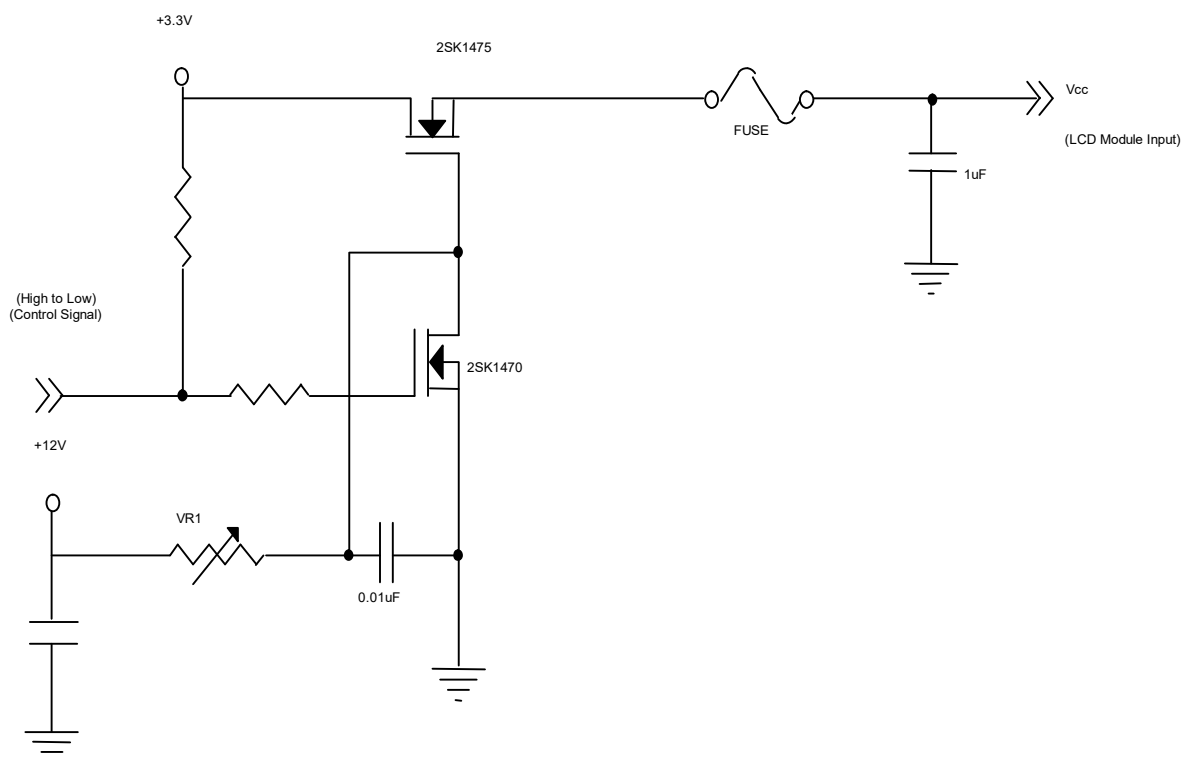 +3.3V
2SK1475
Vcc
FUSE
(LCD Module Input)
1uF
(High to Low)
(Control Signal)
2SK1470
+12V
VR1
0.01uF